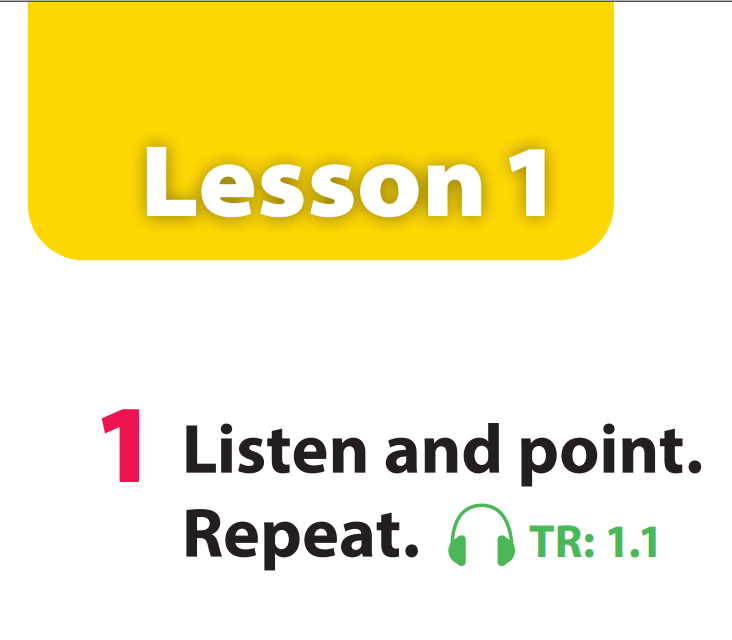 Lesson 1
1 Listen and point.
Repeat. TR: 1.1